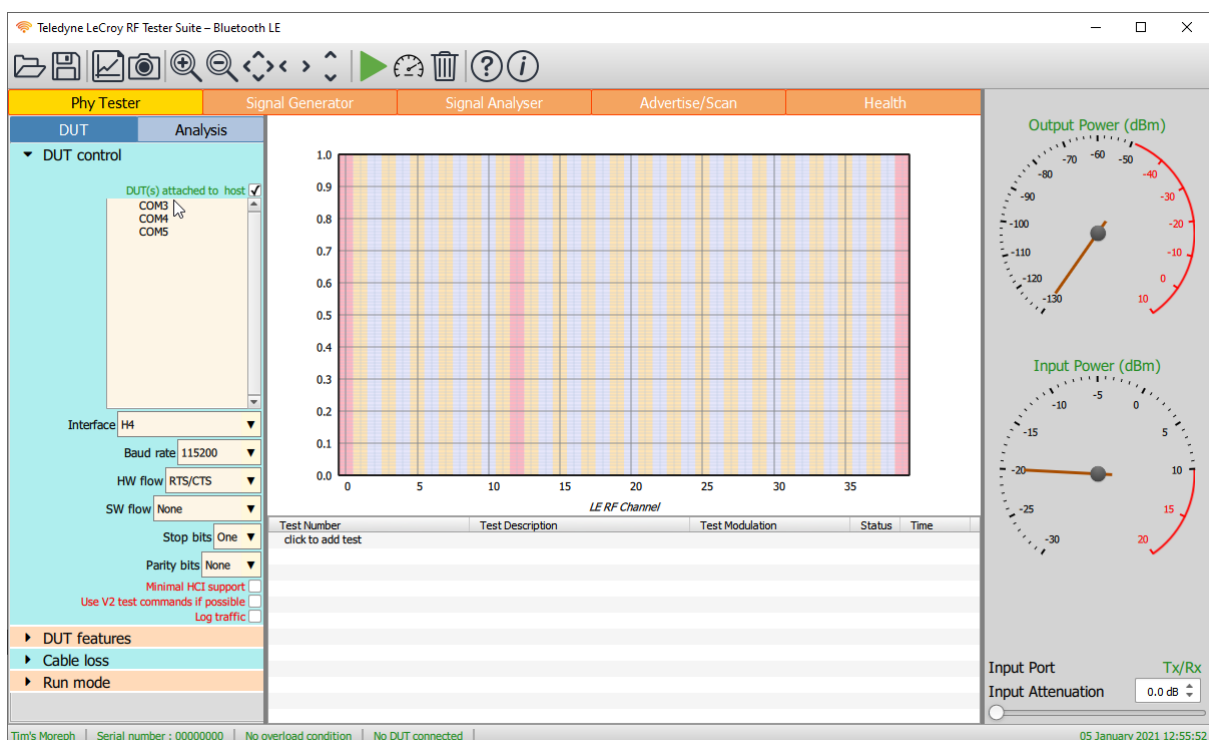 Teledyne LeCroy RF Tester Suite – Bluetooth LE
Phy Tester Signal Generator Signal Analyser Advertise/Scan Health
DUT Analysis
DUT control
DUT(s) attached to host
COM3
COM4
COM5
Interface H4
Baud rate 115200
HW flow RTS/CTS
SW flow None
Stop bits One
Parity bits None
Minimal HCI support
Use V2 test commands if possible
Log traffic
DUT features
Cable loss
Run mode
1.0
0.9
0.8
0.7
0.6
0.5
0.4
0.3
0.2
0.1
0.0
0 5 10 15 20 25 30 35
LE RF Channel
Test Number Test Description Test Modulation Status Time
click to add test
Output Power (dBm)
-130 -120 -110 -100 -90 -80 -70 -60 -50 -40 -30 -20 -10 0 10
Input Power (dBm)
-30 -25 -20 -15 -10 -5 0 5 10 15 20
Input Port Tx/Rx
Input Attenuation 0.0 dB
Tim's Moreph Serial number : 00000000 No overload condition No DUT connected 05 January 2021 12:55:52